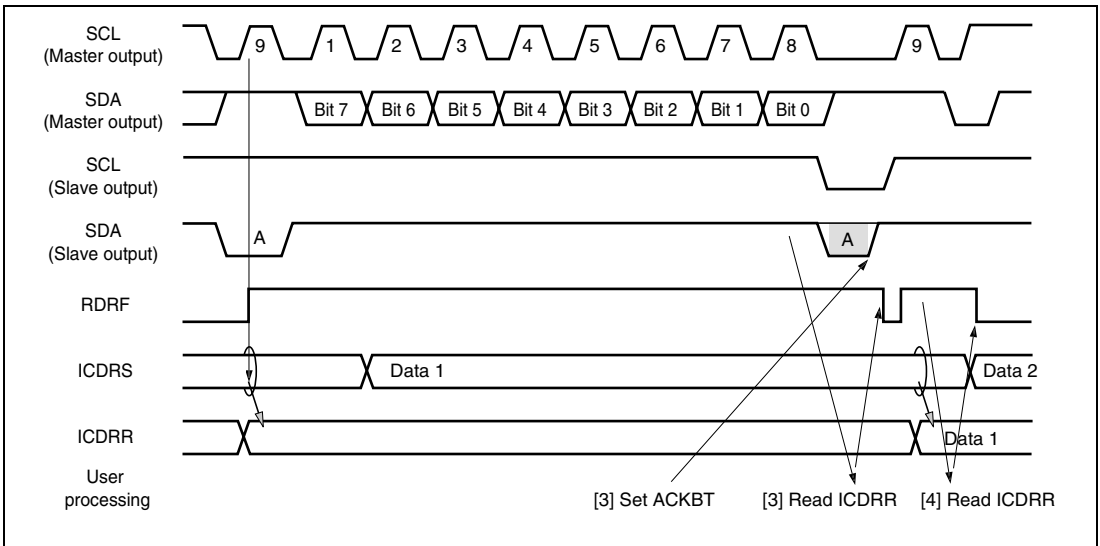 SCL
(Master output)
9 1 2 3 4 5 6 7 8 9
SDA
(Master output)
Bit 7 Bit 6 Bit 5 Bit 4 Bit 3 Bit 2 Bit 1 Bit 0
SCL
(Slave output)
SDA
(Slave output)
A A
RDRF
ICDRS
Data 1 Data 2
ICDRR
Data 1
User
processing
[3] Set ACKBT [3] Read ICDRR [4] Read ICDRR